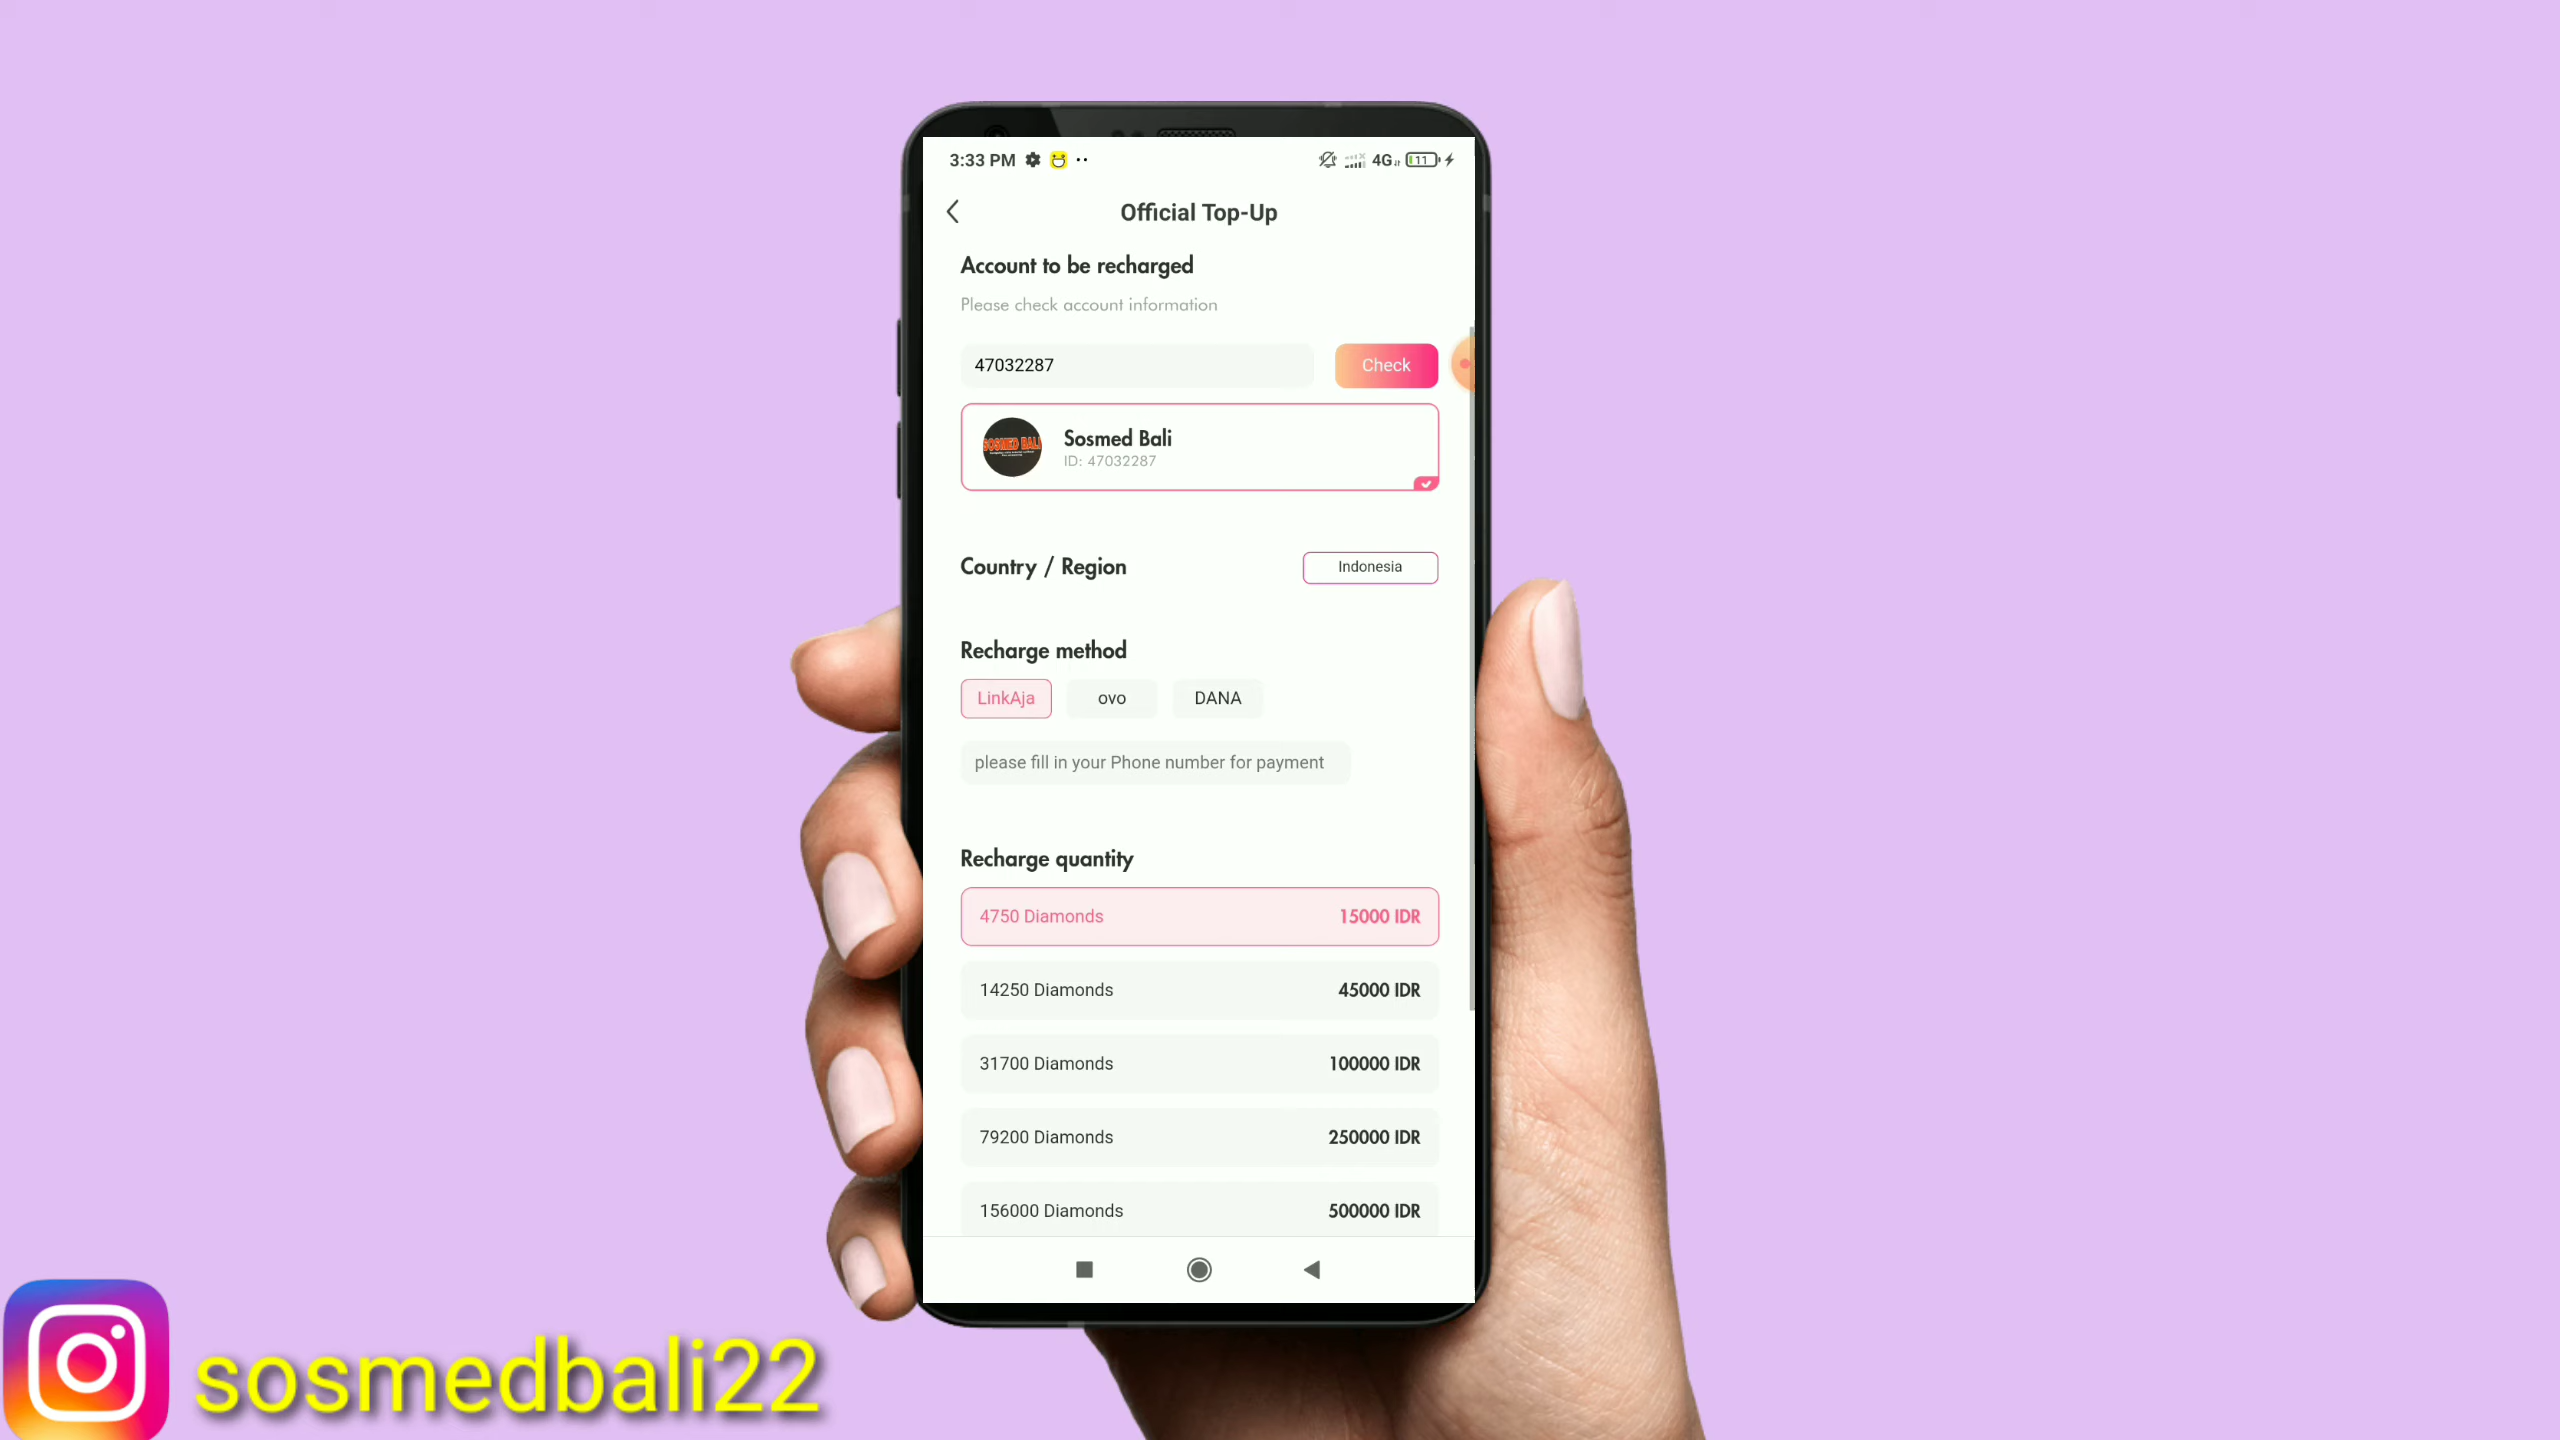 3:33 PM
4G
11
Official Top-Up
Account to be recharged
Please check account information
47032287
Check
SOSMED BALI
Sosmed Bali
ID: 47032287
Country / Region
Indonesia
Recharge method
LinkAja
ovo
DANA
please fill in your Phone number for payment
Recharge quantity
4750 Diamonds
15000 IDR
14250 Diamonds
45000 IDR
31700 Diamonds
100000 IDR
79200 Diamonds
250000 IDR
156000 Diamonds
500000 IDR
sosmedbali22